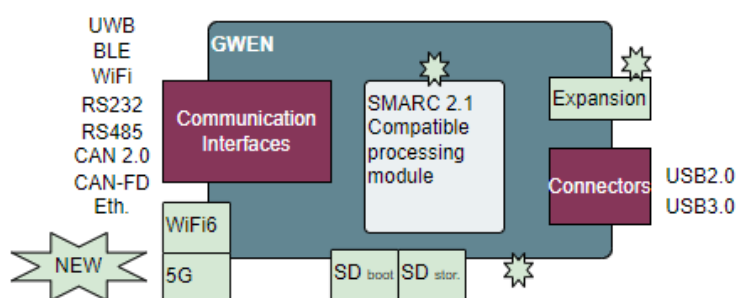 UWB
BLE
WiFi
RS232
RS485
CAN 2.0
CAN-FD
Eth.
NEW
GWEN
Communication
Interfaces
WiFi6
5G
SMARC 2.1
Compatible
processing
module
SD boot
SD stor.
Expansion
Connectors
USB2.0
USB3.0